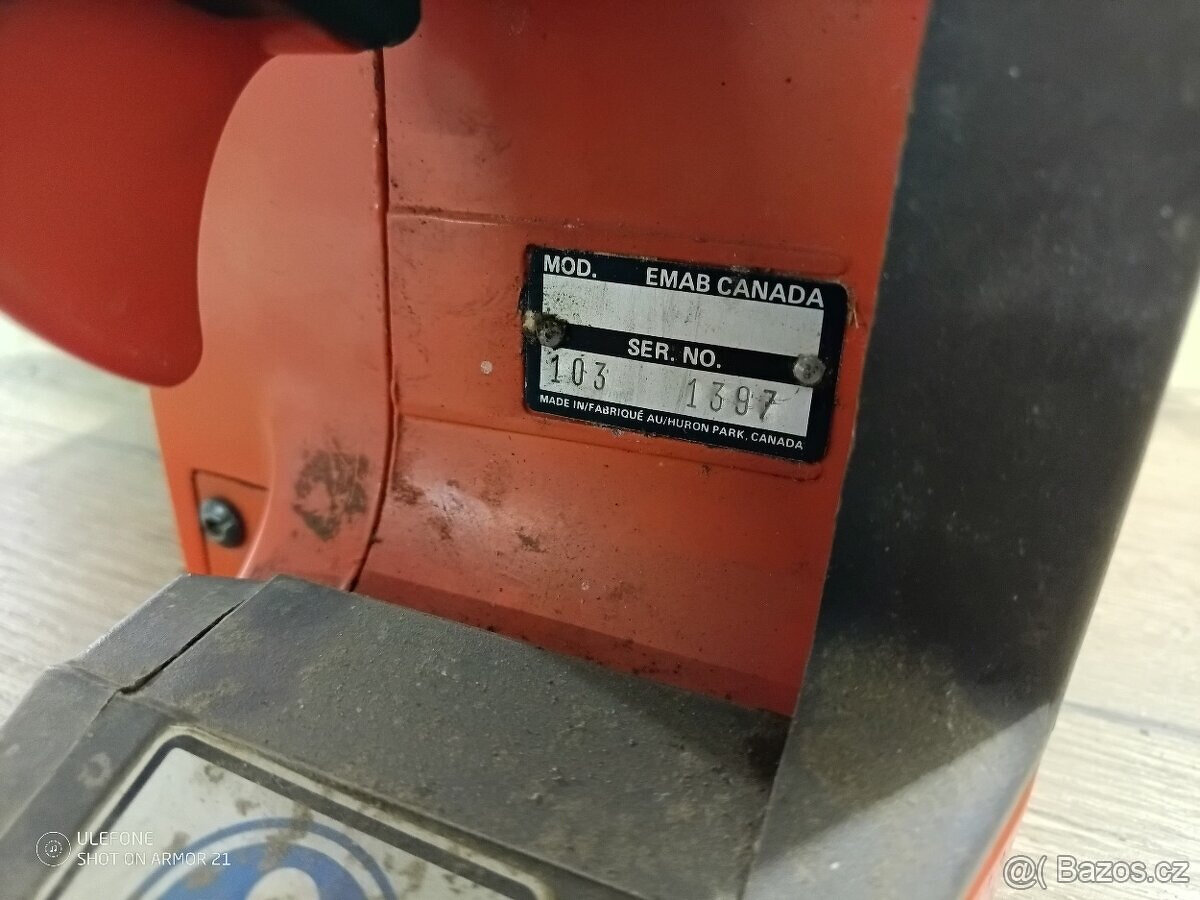 MOD. EMAB CANADA
SER. NO.
103 1397
MADE IN/FABRIQUÉ AU/HURON PARK, CANADA
ULEFONE
SHOT ON ARMOR 21
@( Bazos.cz